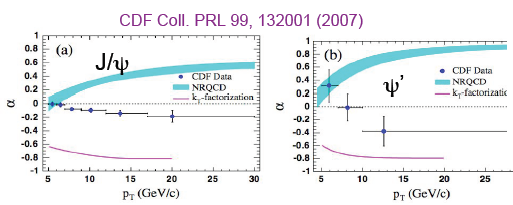 CDF Coll. PRL 99, 132001 (2007)
(a)
J/ψ
CDF Data
NRQCD
k_T-factorization
α
1
0.8
0.6
0.4
0.2
0
-0.2
-0.4
-0.6
-0.8
-1
5 10 15 20 25 30
p_T (GeV/c)
(b)
ψ'
CDF Data
NRQCD
k_T-factorizatio
α
1
0.8
0.6
0.4
0.2
0
-0.2
-0.4
-0.6
-0.8
-1
5 10 15 20 25
p_T (GeV/c)